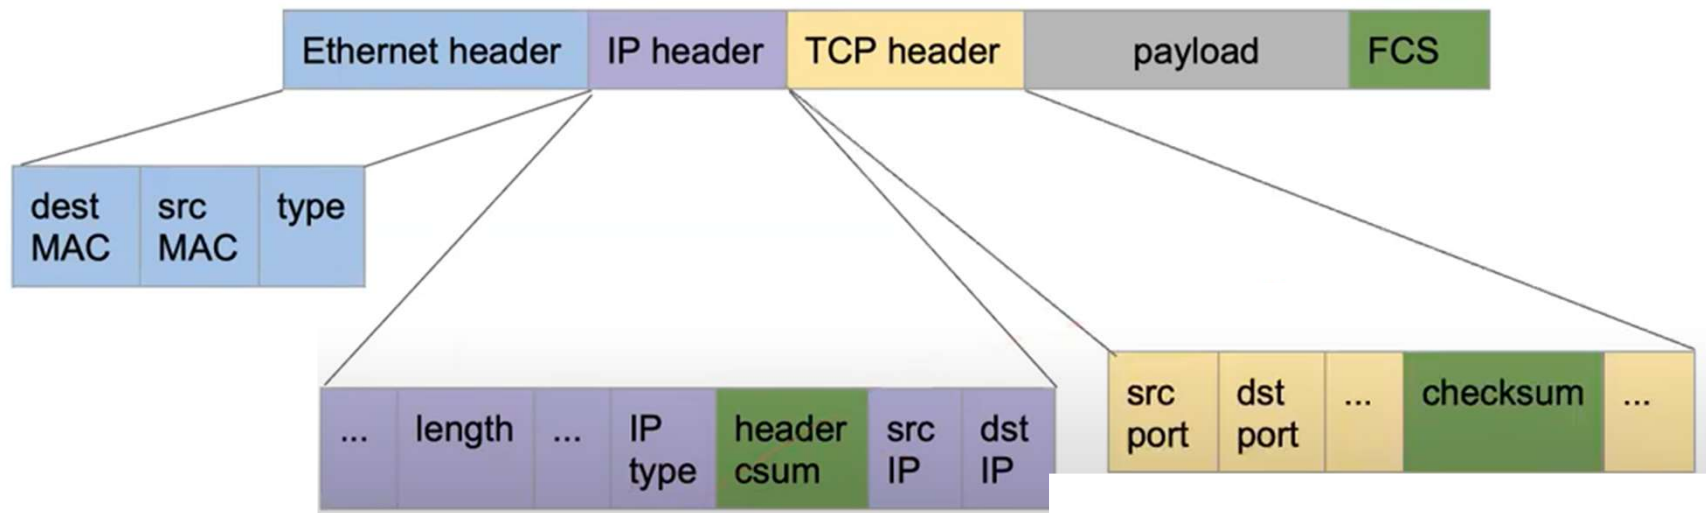 Ethernet header
IP header
TCP header
payload
FCS
dest
MAC
src
MAC
type
...
length
...
IP
type
header
csum
src
IP
dst
IP
src
port
dst
port
...
checksum
...